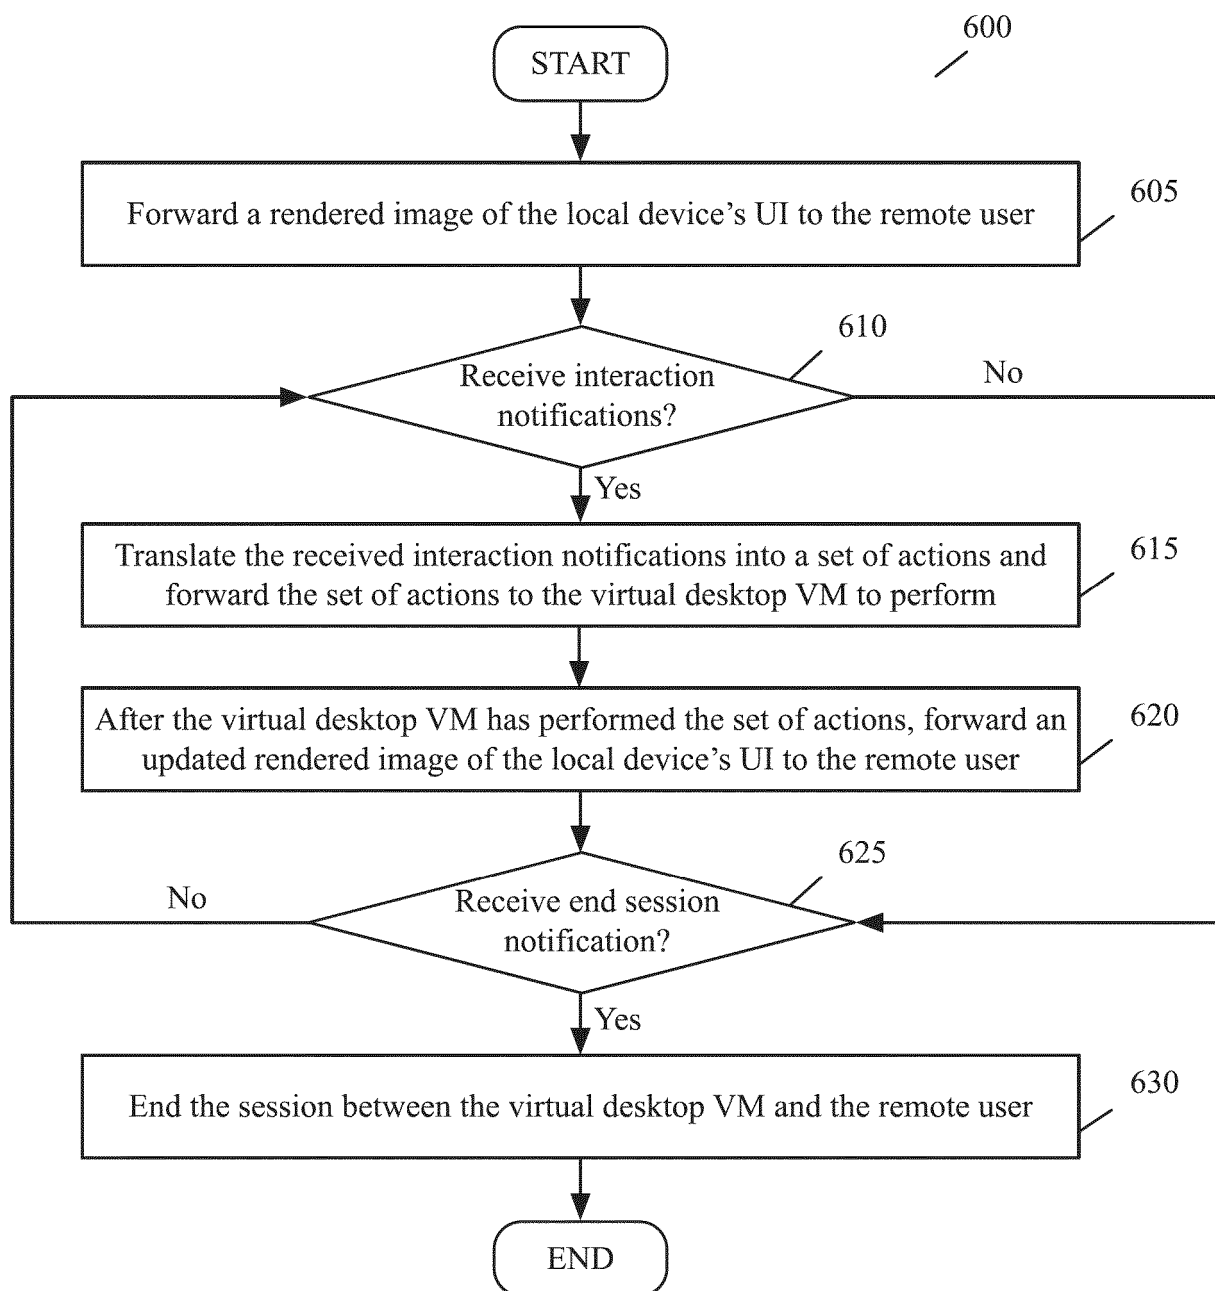 600
START
Forward a rendered image of the local device’s UI to the remote user
605
610
Receive interaction
notifications?
No
Yes
Translate the received interaction notifications into a set of actions and
forward the set of actions to the virtual desktop VM to perform
615
After the virtual desktop VM has performed the set of actions, forward an
updated rendered image of the local device’s UI to the remote user
620
625
Receive end session
notification?
No
Yes
End the session between the virtual desktop VM and the remote user
630
END